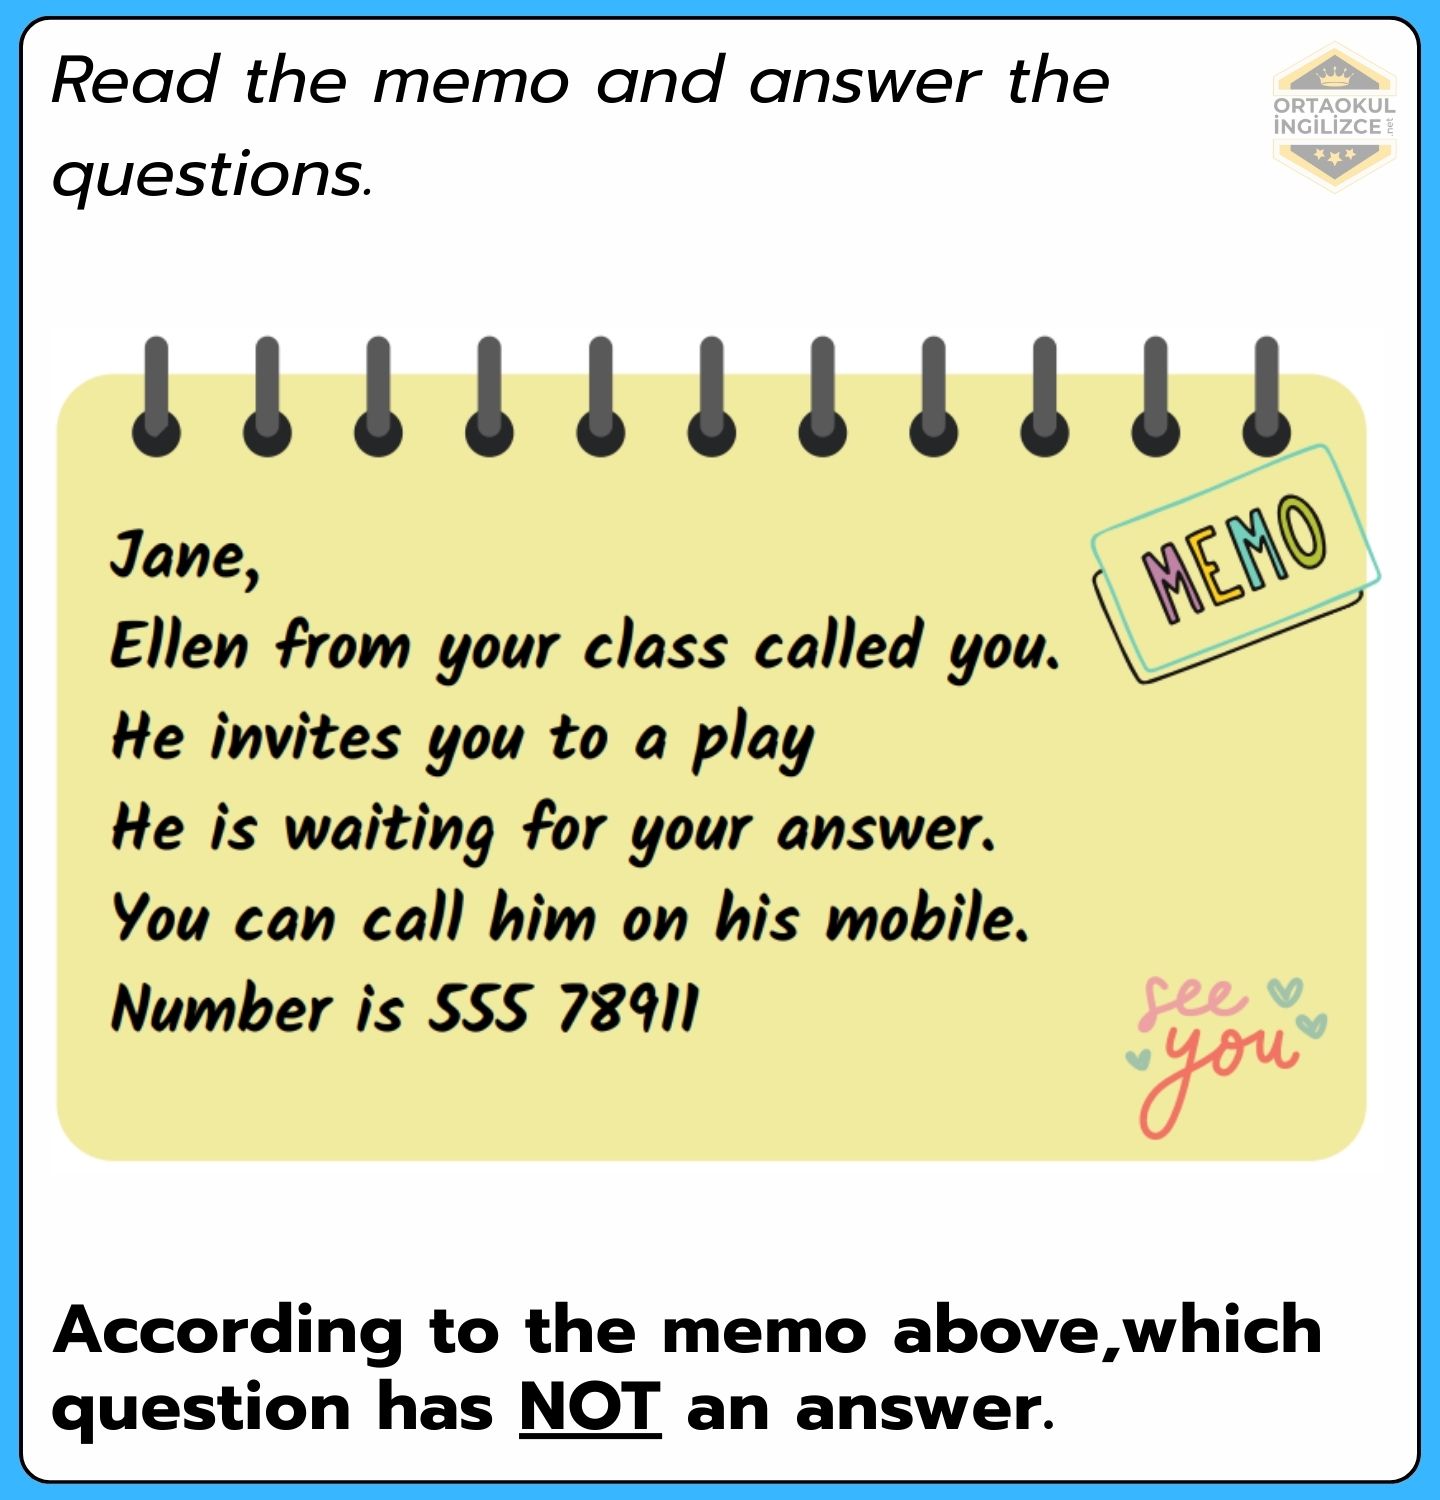 Read the memo and answer the
questions.
ORTAOKUL
İNGİLİZCE
.net
MEMO
Jane,
Ellen from your class called you.
He invites you to a play
He is waiting for your answer.
You can call him on his mobile.
Number is 555 78911
see
you
According to the memo above,which
question has NOT an answer.